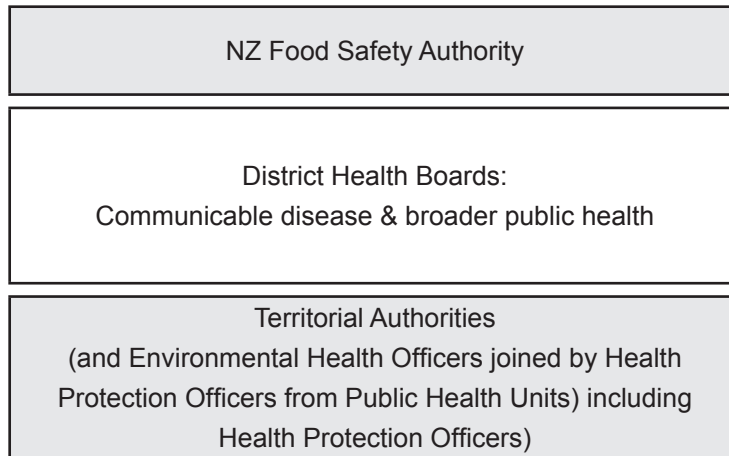 NZ Food Safety Authority
District Health Boards:
Communicable disease & broader public health
Territorial Authorities
(and Environmental Health Officers joined by Health
Protection Officers from Public Health Units) including
Health Protection Officers)